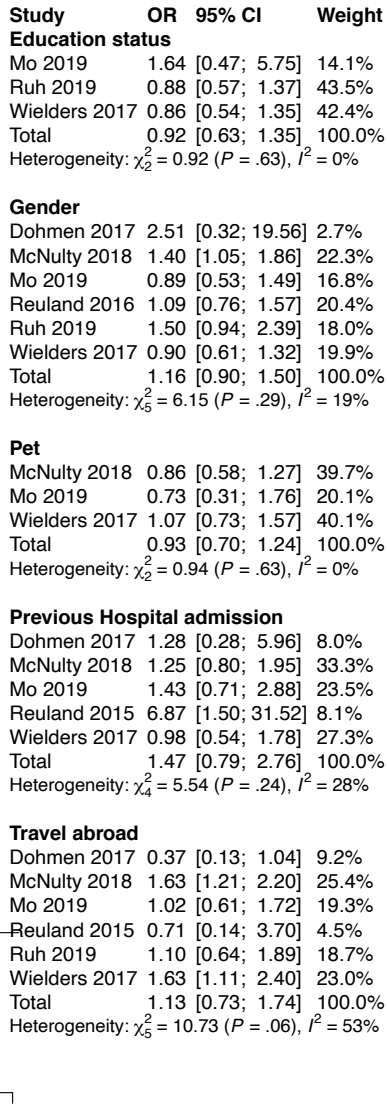 Study OR 95% CI Weight
Education status
Mo 2019 1.64 [0.47; 5.75] 14.1%
Ruh 2019 0.88 [0.57; 1.37] 43.5%
Wielders 2017 0.86 [0.54; 1.35] 42.4%
Total 0.92 [0.63; 1.35] 100.0%
Heterogeneity: χ²₂ = 0.92 (P = .63), I² = 0%
Gender
Dohmen 2017 2.51 [0.32; 19.56] 2.7%
McNulty 2018 1.40 [1.05; 1.86] 22.3%
Mo 2019 0.89 [0.53; 1.49] 16.8%
Reuland 2016 1.09 [0.76; 1.57] 20.4%
Ruh 2019 1.50 [0.94; 2.39] 18.0%
Wielders 2017 0.90 [0.61; 1.32] 19.9%
Total 1.16 [0.90; 1.50] 100.0%
Heterogeneity: χ²₅ = 6.15 (P = .29), I² = 19%
Pet
McNulty 2018 0.86 [0.58; 1.27] 39.7%
Mo 2019 0.73 [0.31; 1.76] 20.1%
Wielders 2017 1.07 [0.73; 1.57] 40.1%
Total 0.93 [0.70; 1.24] 100.0%
Heterogeneity: χ²₂ = 0.94 (P = .63), I² = 0%
Previous Hospital admission
Dohmen 2017 1.28 [0.28; 5.96] 8.0%
McNulty 2018 1.25 [0.80; 1.95] 33.3%
Mo 2019 1.43 [0.71; 2.88] 23.5%
Reuland 2015 6.87 [1.50; 31.52] 8.1%
Wielders 2017 0.98 [0.54; 1.78] 27.3%
Total 1.47 [0.79; 2.76] 100.0%
Heterogeneity: χ²₄ = 5.54 (P = .24), I² = 28%
Travel abroad
Dohmen 2017 0.37 [0.13; 1.04] 9.2%
McNulty 2018 1.63 [1.21; 2.20] 25.4%
Mo 2019 1.02 [0.61; 1.72] 19.3%
Reuland 2015 0.71 [0.14; 3.70] 4.5%
Ruh 2019 1.10 [0.64; 1.89] 18.7%
Wielders 2017 1.63 [1.11; 2.40] 23.0%
Total 1.13 [0.73; 1.74] 100.0%
Heterogeneity: χ²₅ = 10.73 (P = .06), I² = 53%